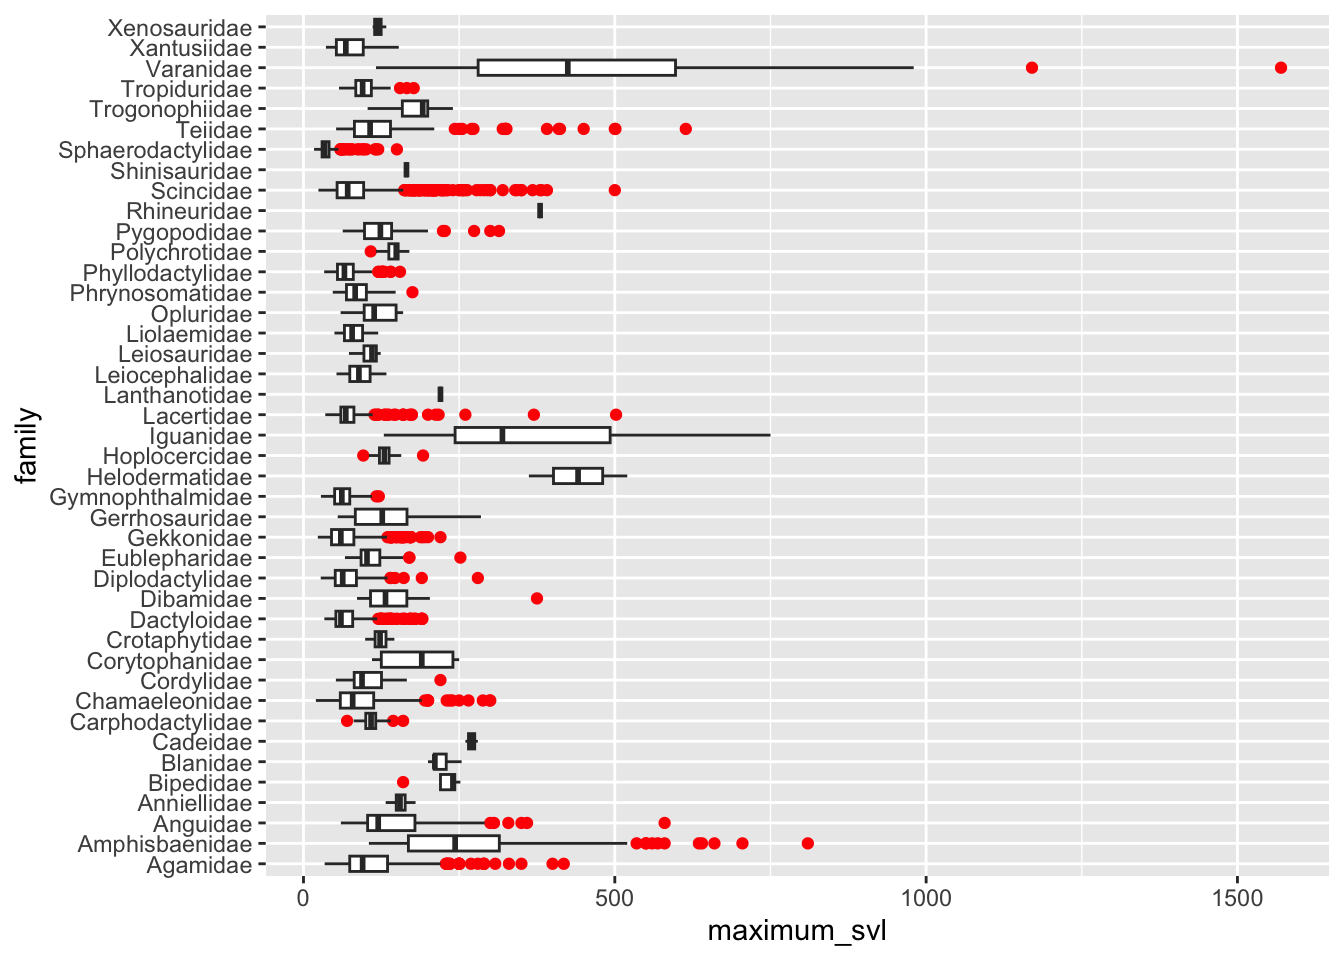 Xenosauridae
Xantusiidae
Varanidae
Tropiduridae
Trogonophiidae
Teiidae
Sphaerodactylidae
Shinisauridae
Scincidae
Rhineuridae
Pygopodidae
Polychrotidae
Phyllodactylidae
Phrynosomatidae
Opluridae
Liolaemidae
Leiosauridae
Leiocephalidae
Lanthanotidae
Lacertidae
Iguanidae
Hoplocercidae
Helodermatidae
Gymnophthalmidae
Gerrhosauridae
Gekkonidae
Eublepharidae
Diplodactylidae
Dibamidae
Dactyloidae
Crotaphytidae
Corytophanidae
Cordylidae
Chamaeleonidae
Carphodactylidae
Cadeidae
Blanidae
Bipedidae
Anniellidae
Anguidae
Amphisbaenidae
Agamidae
family
0 500 1000 1500
maximum_svl